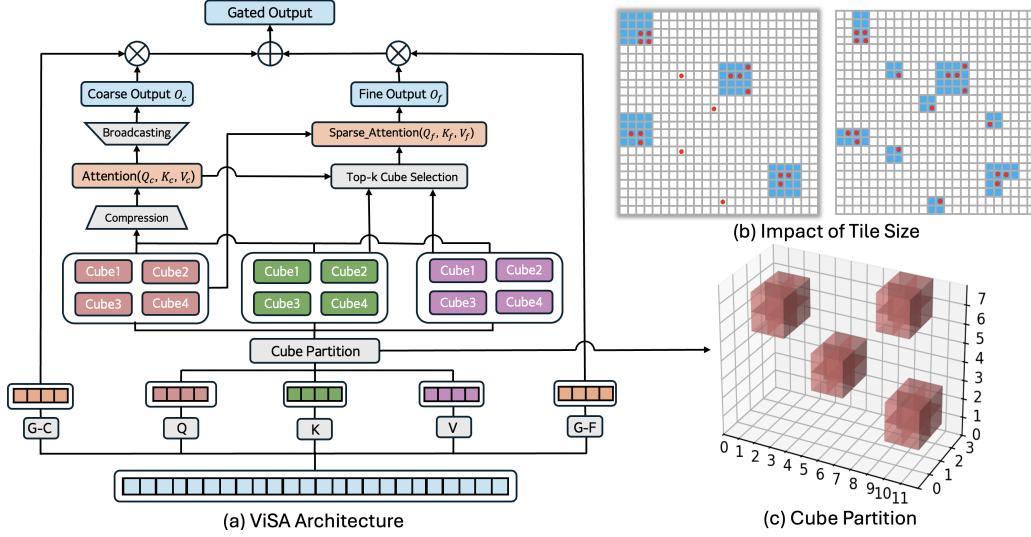 Gated Output
Coarse Output O_c
Fine Output O_f
Broadcasting
Sparse_Attention(Q_f, K_f, V_f)
Attention(Q_c, K_c, V_c)
Top-k Cube Selection
Compression
Cube1 Cube2
Cube3 Cube4
Cube1 Cube2
Cube3 Cube4
Cube1 Cube2
Cube3 Cube4
Cube Partition
G-C
Q
K
V
G-F
(a) ViSA Architecture
(b) Impact of Tile Size
7
6
5
4
3
2
1
0
0 1 2 3 4 5 6 7 8 9 10 11
0 1 2 3
(c) Cube Partition